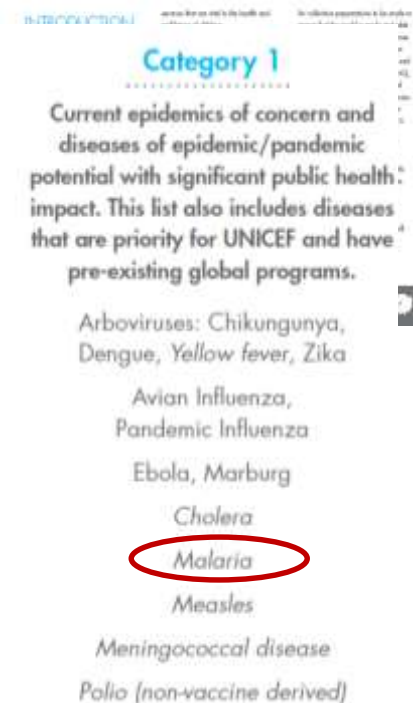 INTRODUCTION
Category 1
Current epidemics of concern and
diseases of epidemic/pandemic
potential with significant public health
impact. This list also includes diseases
that are priority for UNICEF and have
pre-existing global programs.
Arboviruses: Chikungunya,
Dengue, Yellow fever, Zika
Avian Influenza,
Pandemic Influenza
Ebola, Marburg
Cholera
Malaria
Measles
Meningococcal disease
Polio (non-vaccine derived)